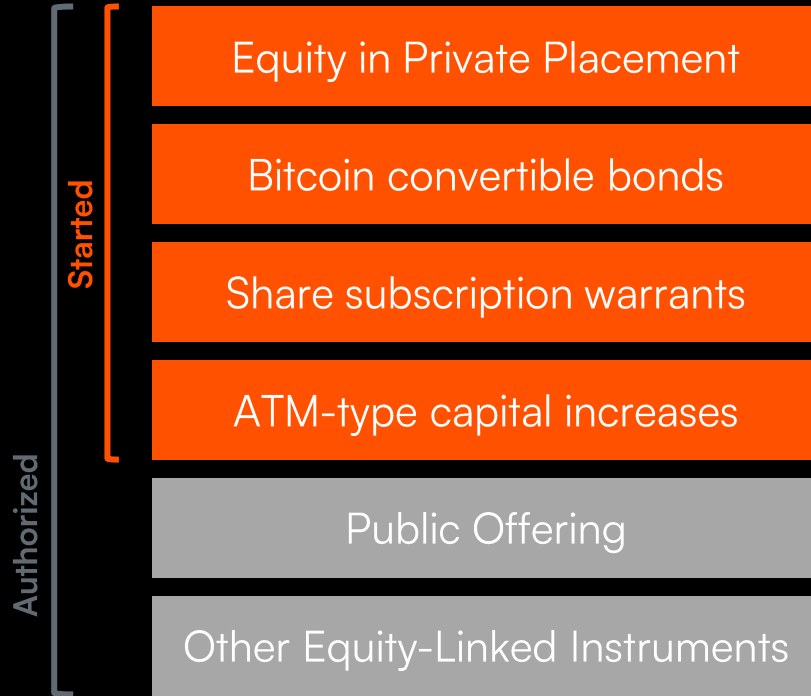 Equity in Private Placement
Bitcoin convertible bonds
Share subscription warrants
ATM-type capital increases
Public Offering
Other Equity-Linked Instruments
Started
Authorized